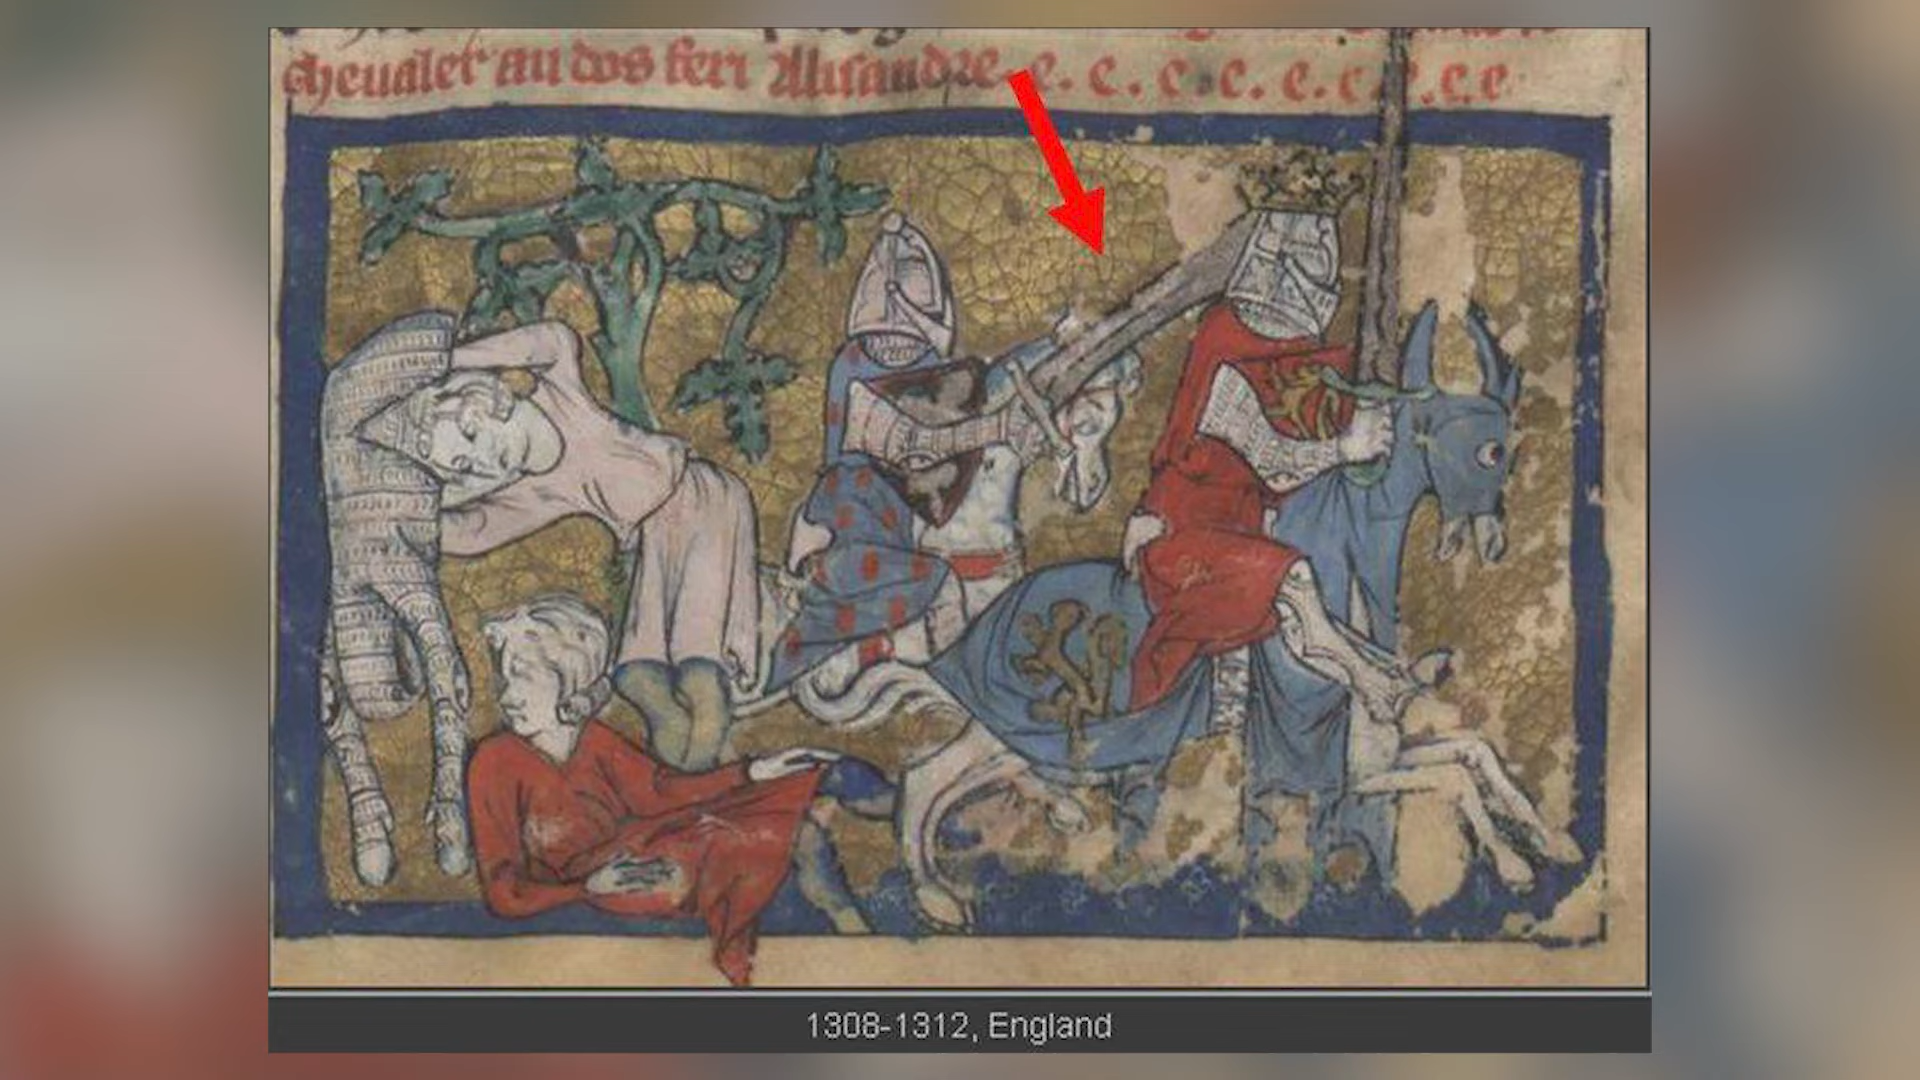 cheualer au dos feri Alisandre e. c. c. c. e. c c. c. c
1308-1312, England